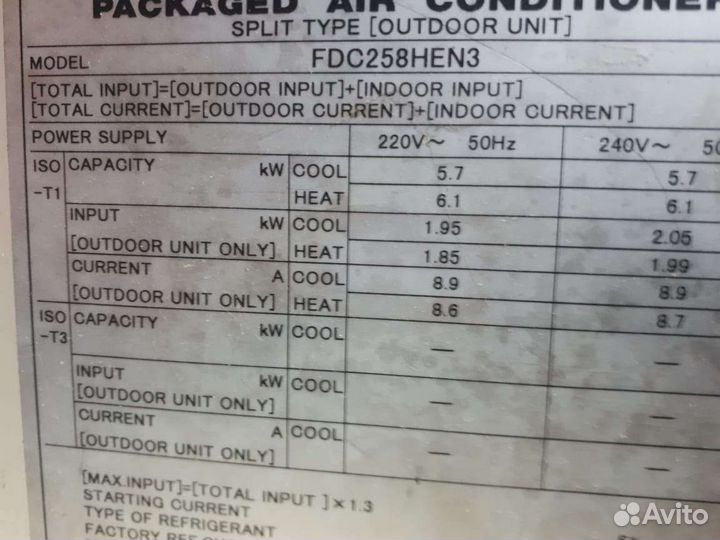 PACKAGED AIR CONDITIONER
SPLIT TYPE [OUTDOOR UNIT]
MODEL FDC258HEN3
[TOTAL INPUT]=[OUTDOOR INPUT]+[INDOOR INPUT]
[TOTAL CURRENT]=[OUTDOOR CURRENT]+[INDOOR CURRENT]
POWER SUPPLY 220V~ 50Hz 240V~ 50
ISO -T1 CAPACITY kW COOL 5.7 5.7
HEAT 6.1 6.1
INPUT kW COOL 1.95 2.05
[OUTDOOR UNIT ONLY] HEAT 1.85 1.99
CURRENT A COOL 8.9 8.9
[OUTDOOR UNIT ONLY] HEAT 8.6 8.7
ISO -T3 CAPACITY kW COOL — —
INPUT kW COOL — —
[OUTDOOR UNIT ONLY]
CURRENT A COOL — —
[OUTDOOR UNIT ONLY]
[MAX.INPUT]=[TOTAL INPUT ]×1.3
STARTING CURRENT
TYPE OF REFRIGERANT
FACTORY REF
Avito